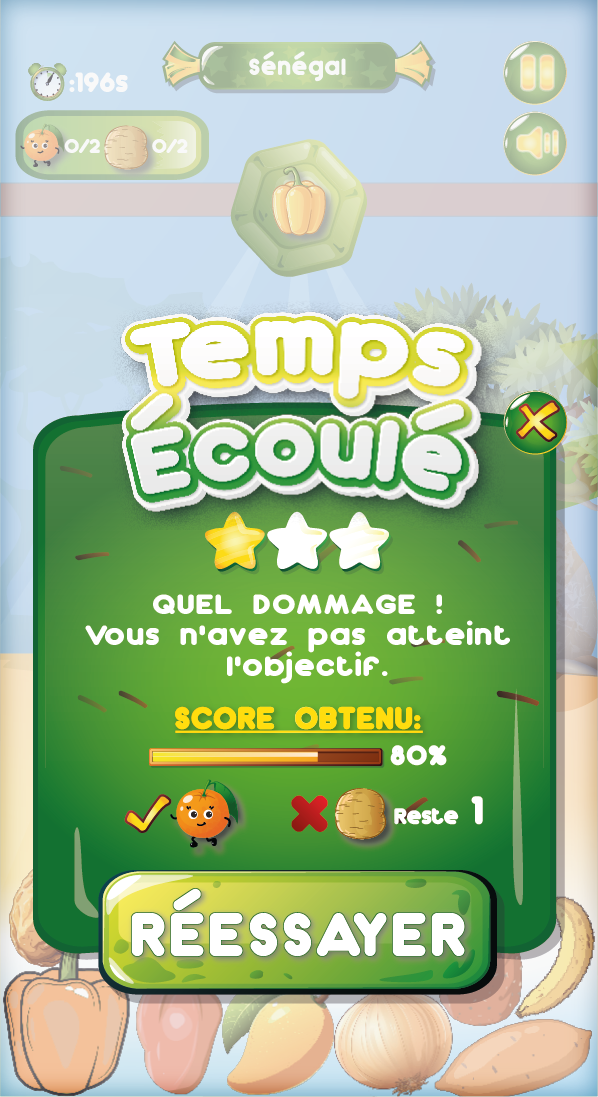 Sénégal
:196s
0/2 0/2
Temps
Écoulé
QUEL DOMMAGE !
Vous n'avez pas atteint
l'objectif.
SCORE OBTENU:
80%
Reste 1
RÉESSAYER